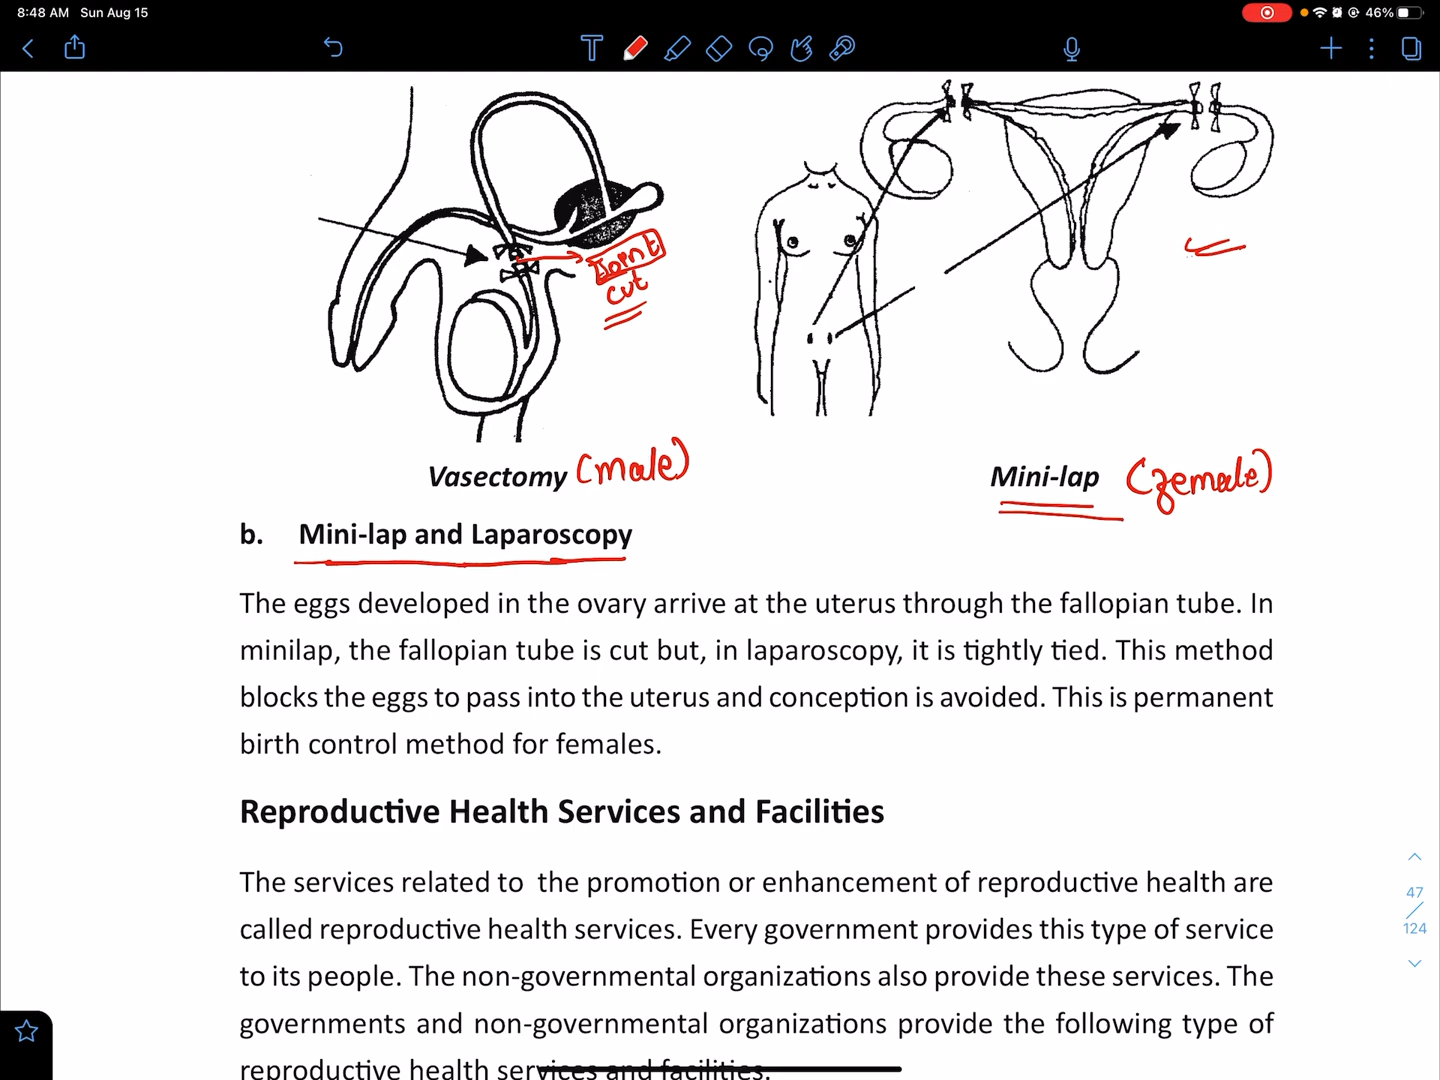 8:48 AM Sun Aug 15
46%
T
Joint
cut
Vasectomy (male)
Mini-lap (female)
b. Mini-lap and Laparoscopy
The eggs developed in the ovary arrive at the uterus through the fallopian tube. In
minilap, the fallopian tube is cut but, in laparoscopy, it is tightly tied. This method
blocks the eggs to pass into the uterus and conception is avoided. This is permanent
birth control method for females.
Reproductive Health Services and Facilities
The services related to the promotion or enhancement of reproductive health are
called reproductive health services. Every government provides this type of service
to its people. The non-governmental organizations also provide these services. The
governments and non-governmental organizations provide the following type of
reproductive health services and facilities.
47
124